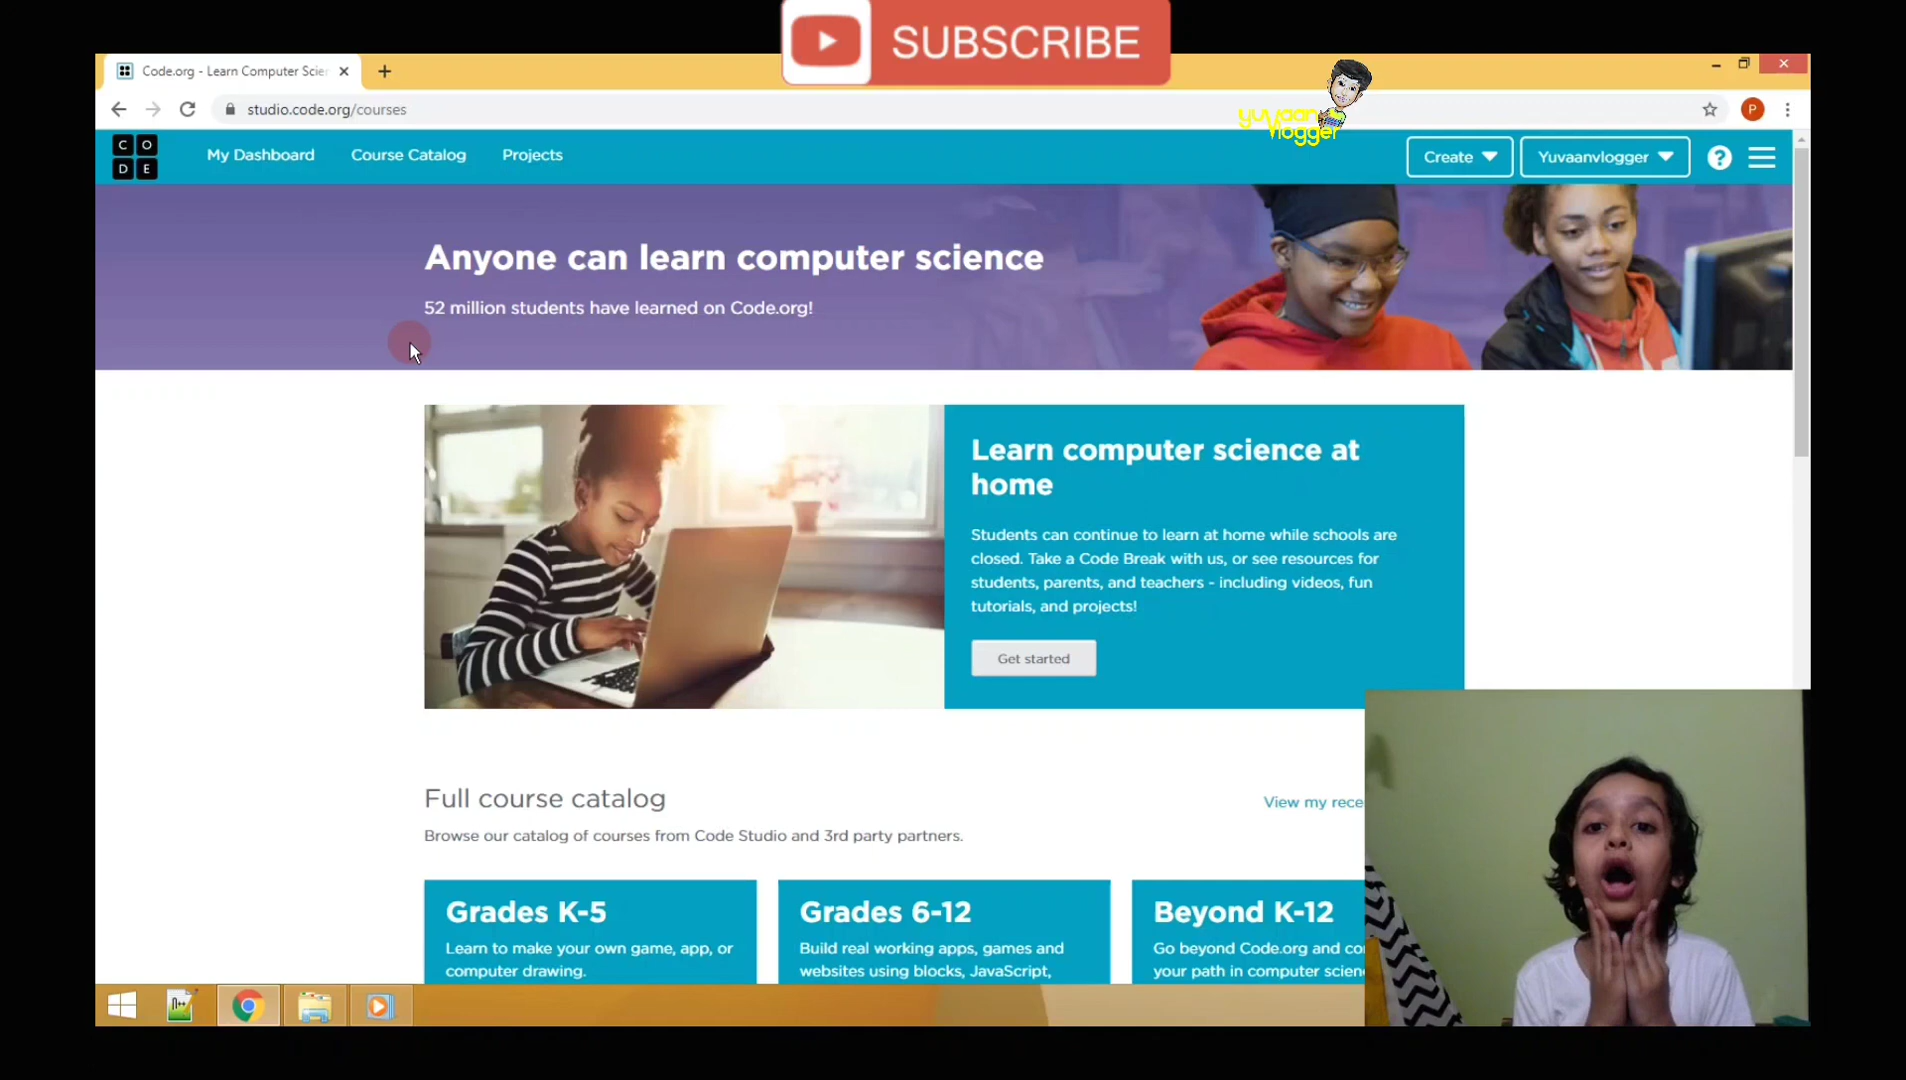 SUBSCRIBE
Code.org - Learn Computer Scie
studio.code.org/courses
P
yuvaan
Vlogger
C O
D E
My Dashboard
Course Catalog
Projects
Create
Yuvaanvlogger
?
Anyone can learn computer science
52 million students have learned on Code.org!
Learn computer science at
home
Students can continue to learn at home while schools are
closed. Take a Code Break with us, or see resources for
students, parents, and teachers - including videos, fun
tutorials, and projects!
Get started
Full course catalog
View my rece
Browse our catalog of courses from Code Studio and 3rd party partners.
Grades K-5
Learn to make your own game, app, or
computer drawing.
Grades 6-12
Build real working apps, games and
websites using blocks, JavaScript,
Beyond K-12
Go beyond Code.org and co
your path in computer scien